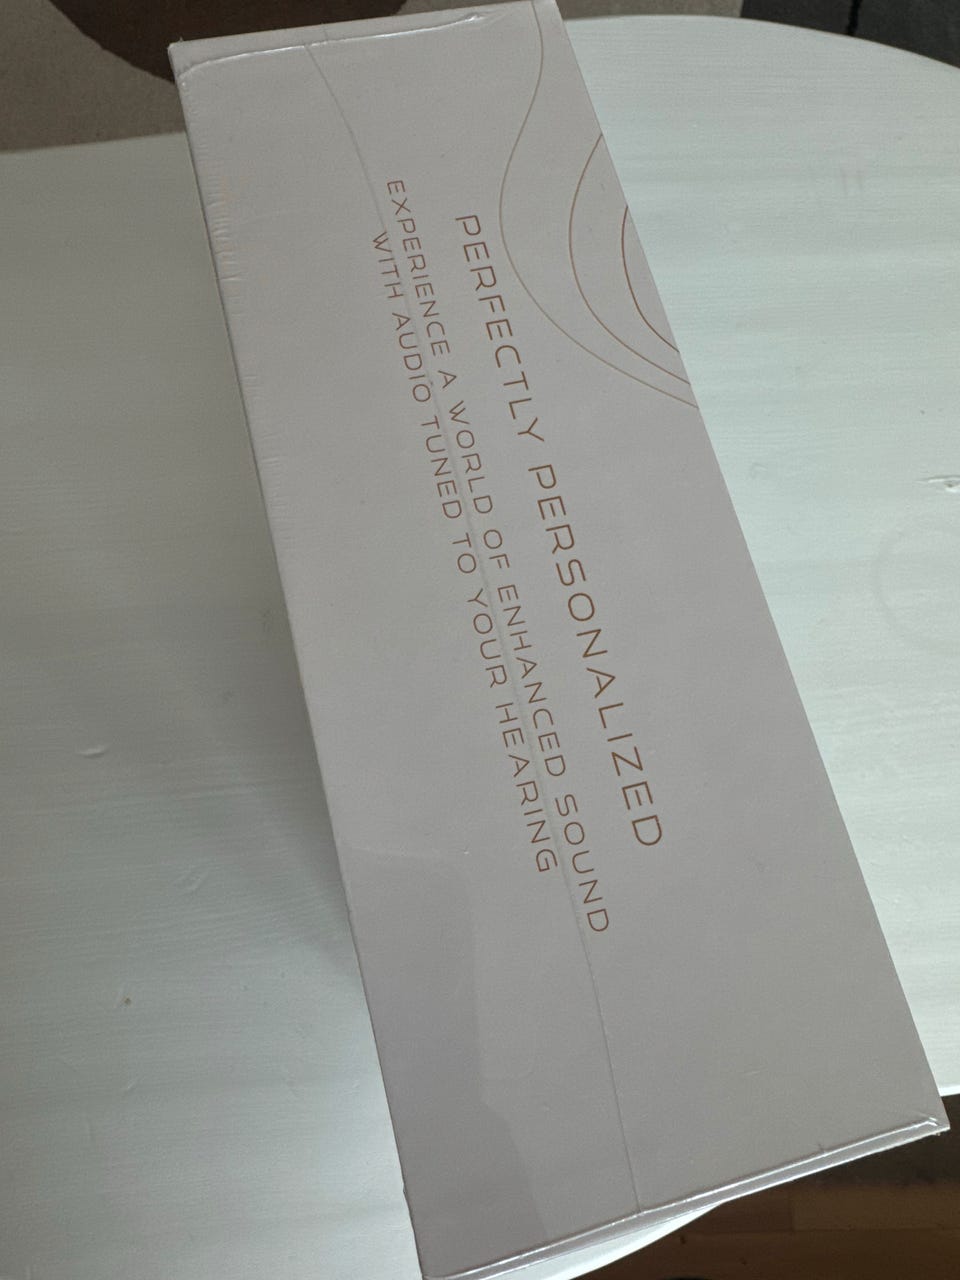 PERFECTLY PERSONALIZED
EXPERIENCE A WORLD OF ENHANCED SOUND
WITH AUDIO TUNED TO YOUR HEARING